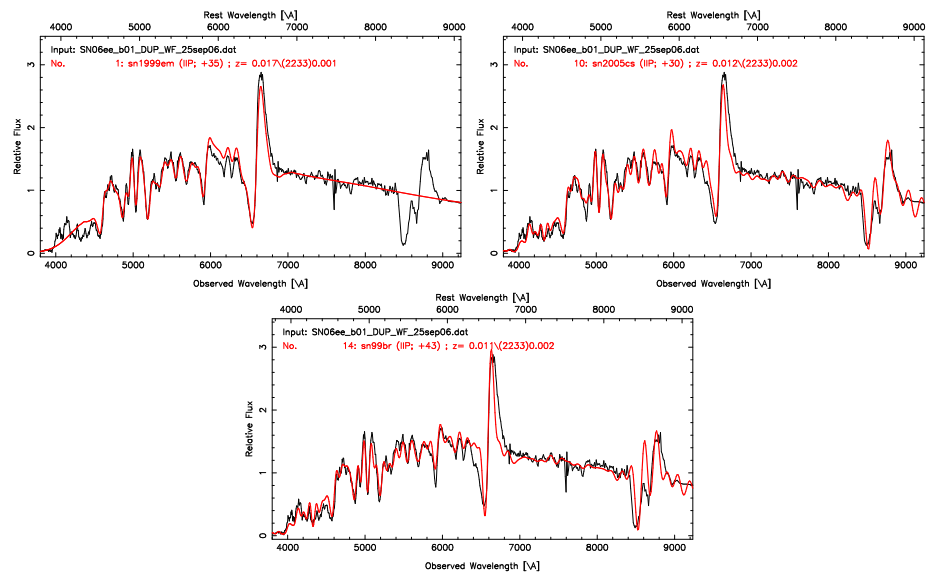 Rest Wavelength [\A]
4000 5000 6000 7000 8000 9000
Input: SN06ee_b01_DUP_WF_25sep06.dat
No. 1: sn1999em (IIP; +35) ; z= 0.017\(2233)0.001
Relative Flux
0 1 2 3
4000 5000 6000 7000 8000 9000
Observed Wavelength [\A]
Rest Wavelength [\A]
4000 5000 6000 7000 8000 9000
Input: SN06ee_b01_DUP_WF_25sep06.dat
No. 10: sn2005cs (IIP; +30) ; z= 0.012\(2233)0.002
Relative Flux
0 1 2 3
4000 5000 6000 7000 8000 9000
Observed Wavelength [\A]
Rest Wavelength [\A]
4000 5000 6000 7000 8000 9000
Input: SN06ee_b01_DUP_WF_25sep06.dat
No. 14: sn99br (IIP; +43) ; z= 0.011\(2233)0.002
Relative Flux
0 1 2 3
4000 5000 6000 7000 8000 9000
Observed Wavelength [\A]